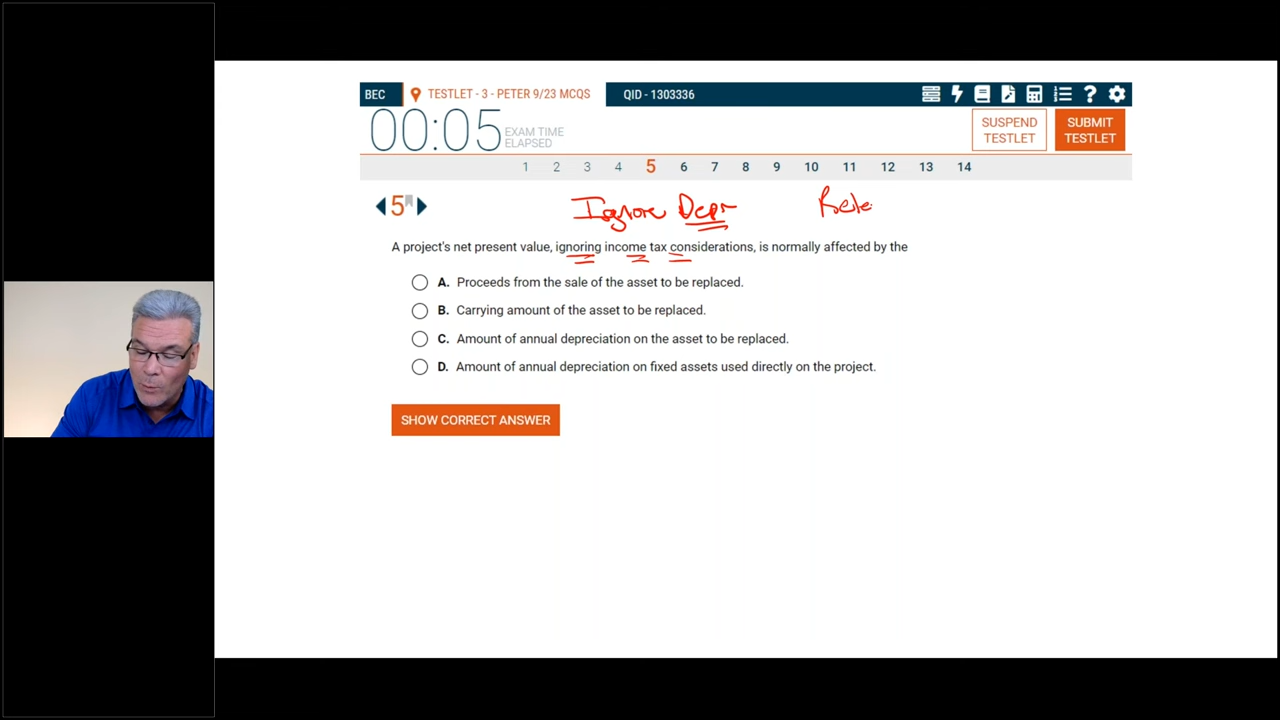 BEC TESTLET - 3 - PETER 9/23 MCQS QID - 1303336
00:05 EXAM TIME ELAPSED
SUSPEND TESTLET
SUBMIT TESTLET
1 2 3 4 5 6 7 8 9 10 11 12 13 14
5 Ignore Depr Rele
A project's net present value, ignoring income tax considerations, is normally affected by the
A. Proceeds from the sale of the asset to be replaced.
B. Carrying amount of the asset to be replaced.
C. Amount of annual depreciation on the asset to be replaced.
D. Amount of annual depreciation on fixed assets used directly on the project.
SHOW CORRECT ANSWER